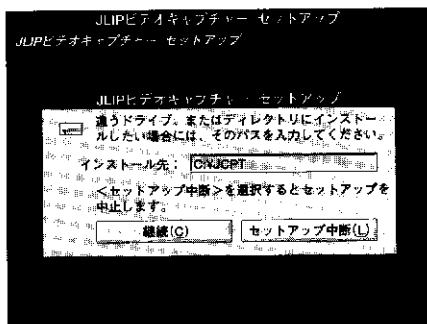 JLIPビデオキャプチャー セットアップ
JLIPビデオキャプチャー セットアップ
JLIPビデオキャプチャー セットアップ
違うドライブ、またはディレクトリにインストー
ルしたい場合には、そのパスを入力してください。
インストール先： C:¥JCPT
＜セットアップ中断＞を選択するとセットアップを
中止します。
継続(C) セットアップ中断(L)